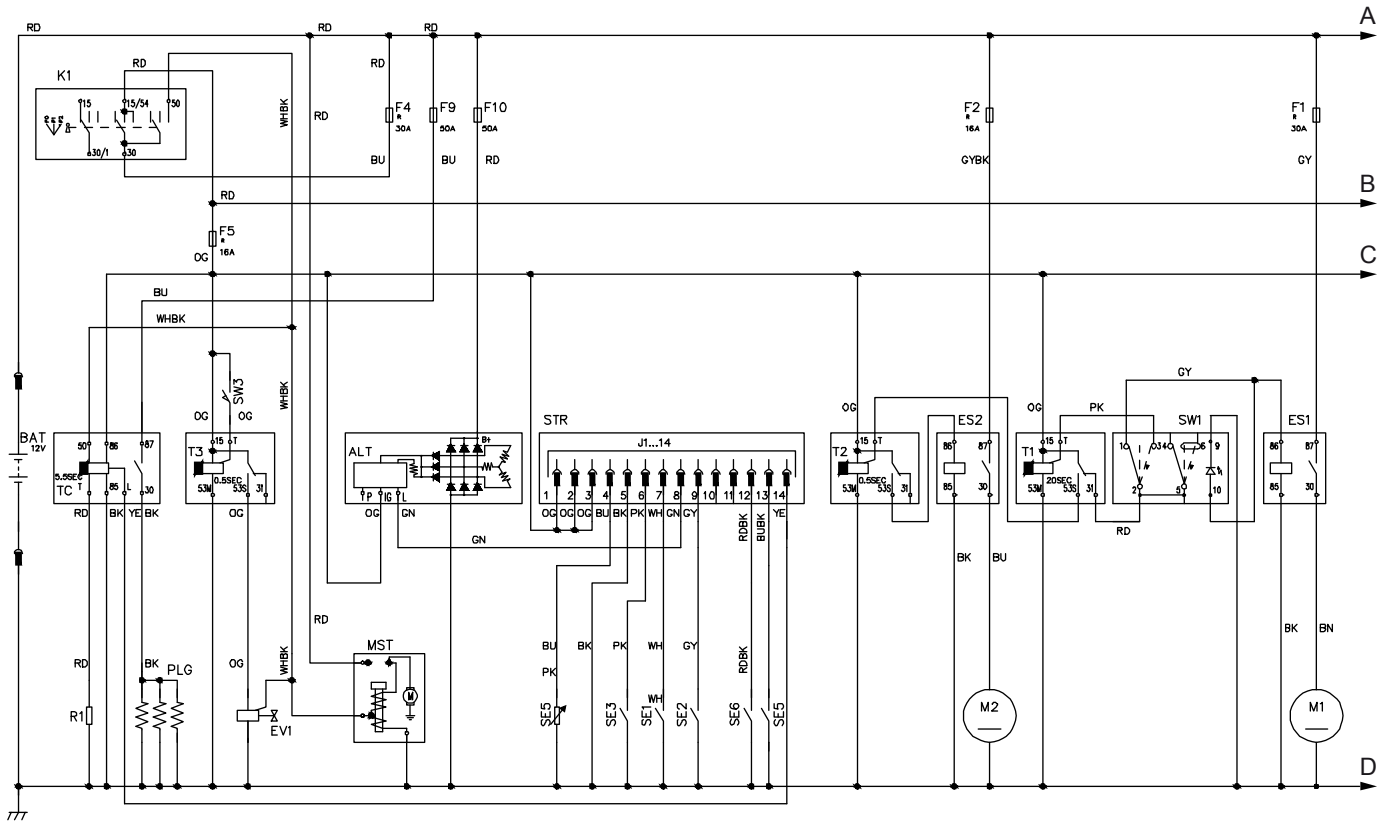 A
RD RD RD
RD
RD
K1
15 15/54 50
P0 P1 P2
30/1 30
WHBK
RD
F4
R
30A
F9
50A
F10
50A
F2
R
16A
F1
R
30A
BU BU RD GYBK GY
B
RD
F5
R
16A
OG
C
BU
WHBK
GY
SW3
WHBK
OG OG
OG
OG
PK
BAT
12V
50 86 87
5.5SEC
TC T 85 L 30
15 T
T3
0.5SEC
53M 53S 31
ALT
B+
P IG L
STR
J1...14
1 2 3 4 5 6 7 8 9 10 11 12 13 14
15 T
T2
0.5SEC
53M 53S 31
ES2
86 87
85 30
15 T
T1
20SEC
53M 53S 31
SW1
1 3 4 6 9
2 5 10
ES1
86 87
85 30
RD BK YE BK
OG
OG GN
OG OG OG BU BK PK WH GN GY RDBK BUBK YE
RD
GN
BK BU
RD
BK BN
MST
M
BU BK PK WH GY RDBK
PK
WH
RD BK OG WHBK
PLG
R1
EV1
SE5 SE3 SE1 SE2 SE6 SE5
M2
M1
D